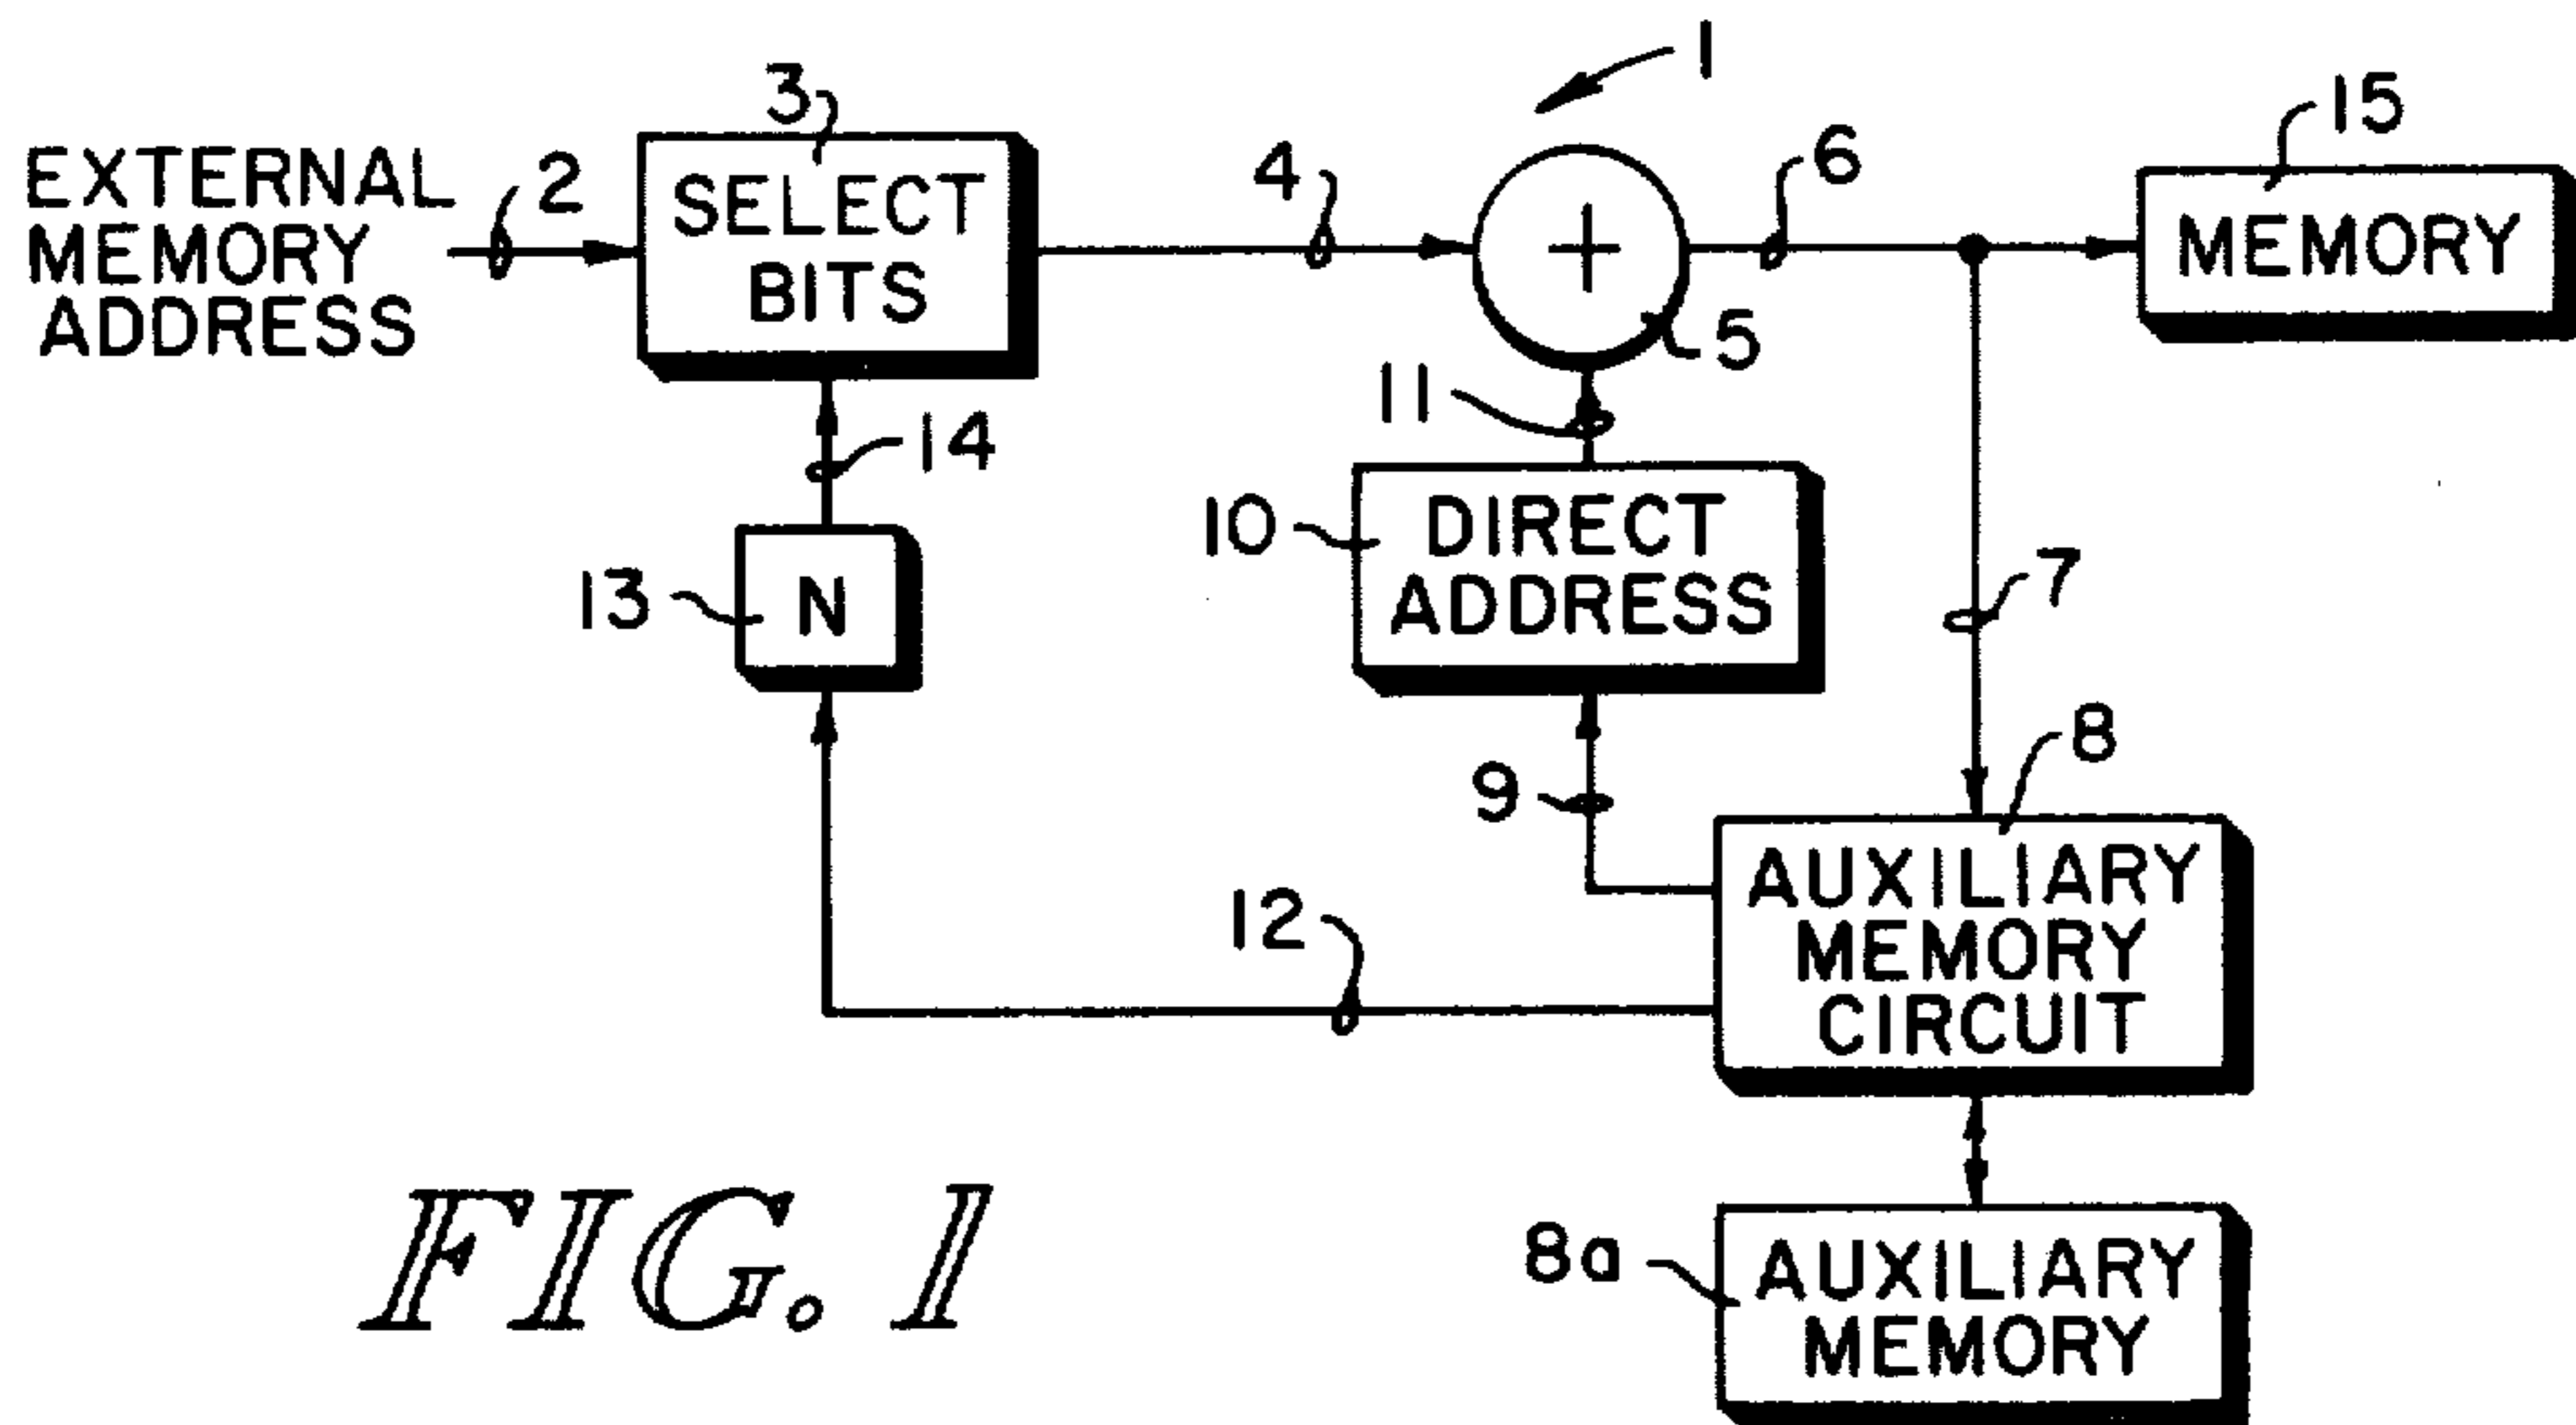 1
3
15
EXTERNAL
MEMORY
ADDRESS
2
SELECT
BITS
4
+
6
MEMORY
5
11
14
10
DIRECT
ADDRESS
13
N
7
8
9
12
AUXILIARY
MEMORY
CIRCUIT
8a
AUXILIARY
MEMORY
FIG. 1